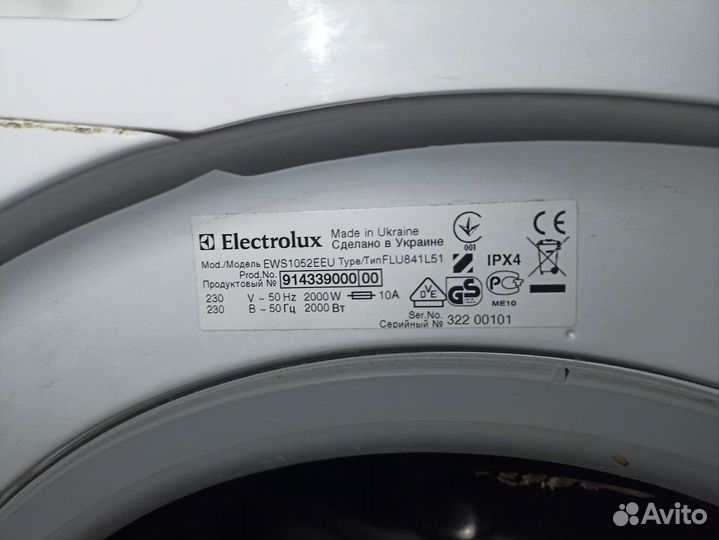 Electrolux Made in Ukraine
Сделано в Украине
Mod./Модель EWS1052EEU Type/Тип FLU841L51
Prod.No.
Продуктовый № 914339000 00
230 V ~ 50 Hz 2000 W 10A
230 В ~ 50 Гц 2000 Вт
001
IPX4
CE
VDE
GS
PC
ME10
Ser.No.
Серийный № 322 00101
Avito